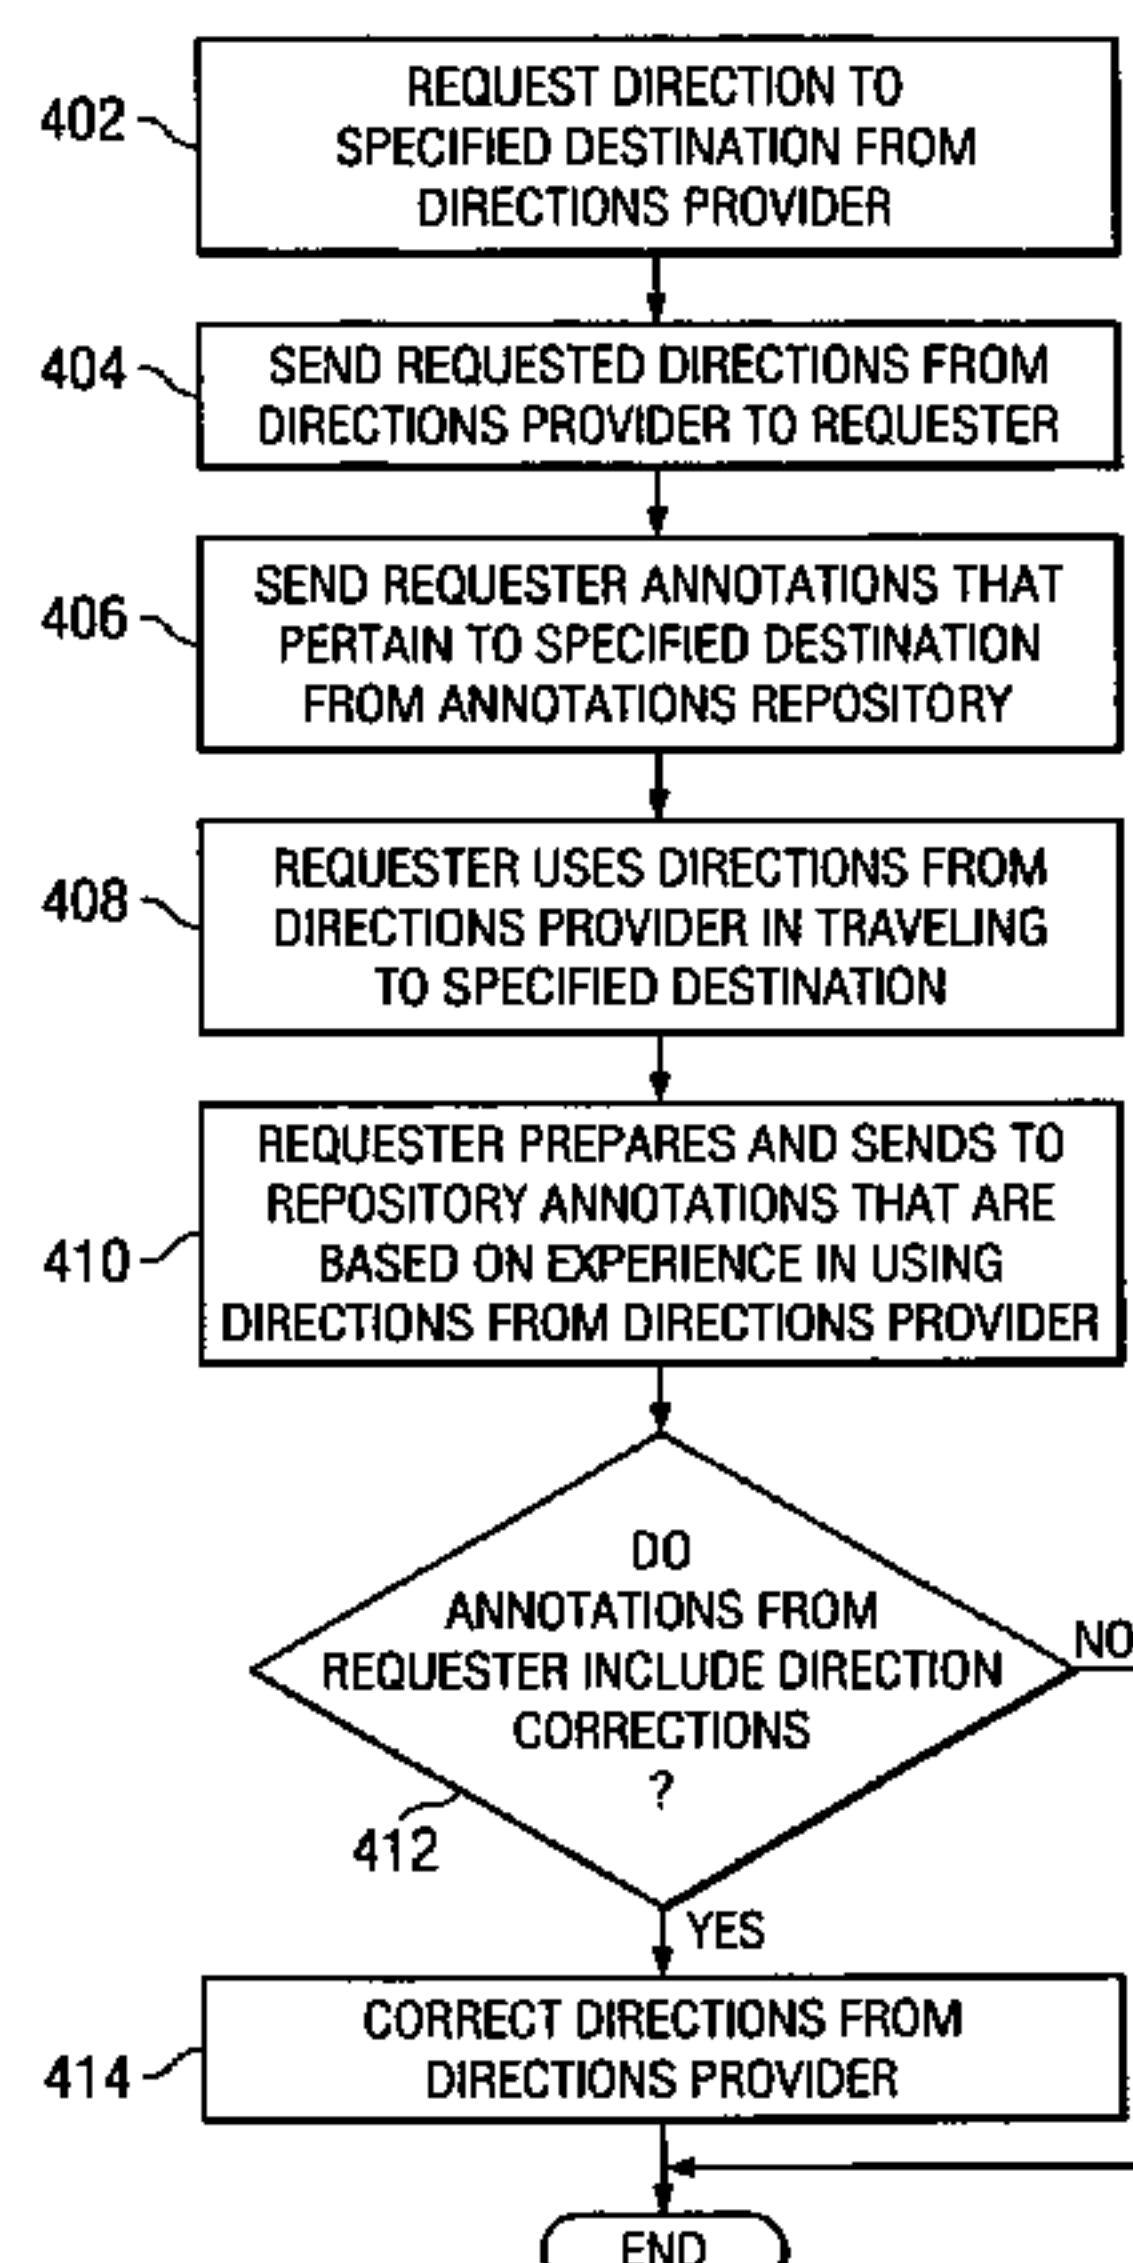 402
REQUEST DIRECTION TO
SPECIFIED DESTINATION FROM
DIRECTIONS PROVIDER
404
SEND REQUESTED DIRECTIONS FROM
DIRECTIONS PROVIDER TO REQUESTER
406
SEND REQUESTER ANNOTATIONS THAT
PERTAIN TO SPECIFIED DESTINATION
FROM ANNOTATIONS REPOSITORY
408
REQUESTER USES DIRECTIONS FROM
DIRECTIONS PROVIDER IN TRAVELING
TO SPECIFIED DESTINATION
410
REQUESTER PREPARES AND SENDS TO
REPOSITORY ANNOTATIONS THAT ARE
BASED ON EXPERIENCE IN USING
DIRECTIONS FROM DIRECTIONS PROVIDER
DO
ANNOTATIONS FROM
REQUESTER INCLUDE DIRECTION
CORRECTIONS
?
NO
412
YES
414
CORRECT DIRECTIONS FROM
DIRECTIONS PROVIDER
END